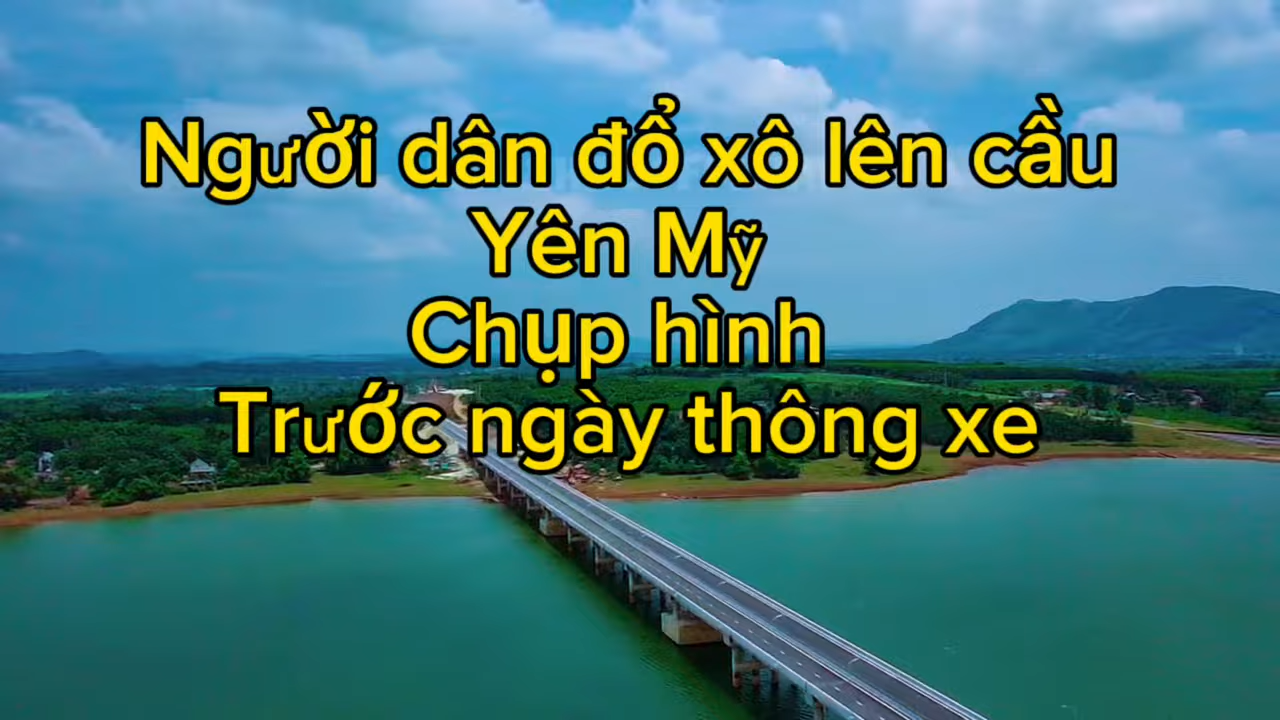 Người dân đổ xô lên cầu
Yên Mỹ
Chụp hình
Trước ngày thông xe